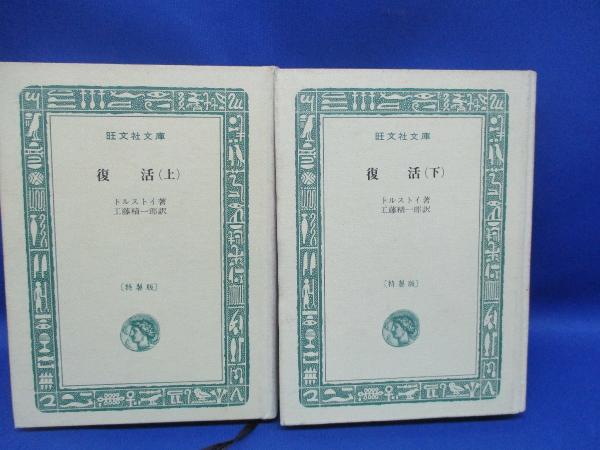 旺文社文庫
復 活(上)
トルストイ著
工藤精一郎訳
〔特製版〕
旺文社文庫
復 活(下)
トルストイ著
工藤精一郎訳
〔特製版〕